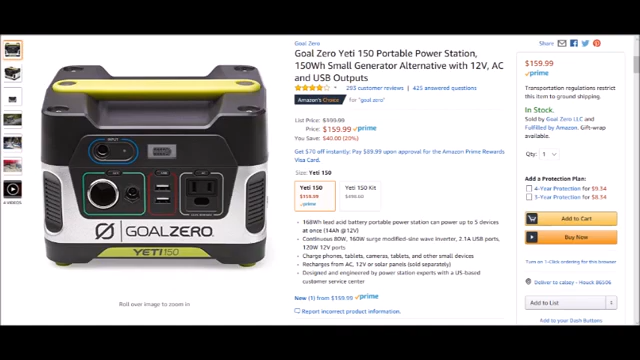 Goal Zero
Goal Zero Yeti 150 Portable Power Station,
150Wh Small Generator Alternative with 12V, AC
and USB Outputs
293 customer reviews | 425 answered questions
Amazon's Choice for "goal zero"
List Price: $199.99
Price: $159.99 prime
You Save: $40.00 (20%)
Get $70 off instantly: Pay $89.99 upon approval for the Amazon Prime Rewards
Visa Card.
Size: Yeti 150
Yeti 150
$159.99
prime
Yeti 150 Kit
168Wh lead acid battery portable power station can power up to 5 devices
at once (14Ah @12V)
Continuous 80W, 160W surge modified-sine wave inverter, 2.1A USB ports,
120W 12V ports
Charge phones, tablets, cameras, tablets, and other small devices
Recharges from AC, 12V or solar panels (sold separately)
Designed and engineered by power station experts with a US-based
customer service center
New (1) from $159.99 prime
Report incorrect product information.
INPUT
GOALZERO
YETI150
4 VIDEOS
Roll over image to zoom in
Share
$159.99
prime
Transportation regulations restrict
this item to ground shipping.
In Stock.
Sold by Goal Zero LLC and
Fulfilled by Amazon. Gift-wrap
available.
Qty: 1
Add a Protection Plan:
4-Year Protection for $9.34
3-Year Protection for $8.34
Add to Cart
Buy Now
Turn on 1-Click ordering for this browser
Add to List
Add to your Dash Buttons